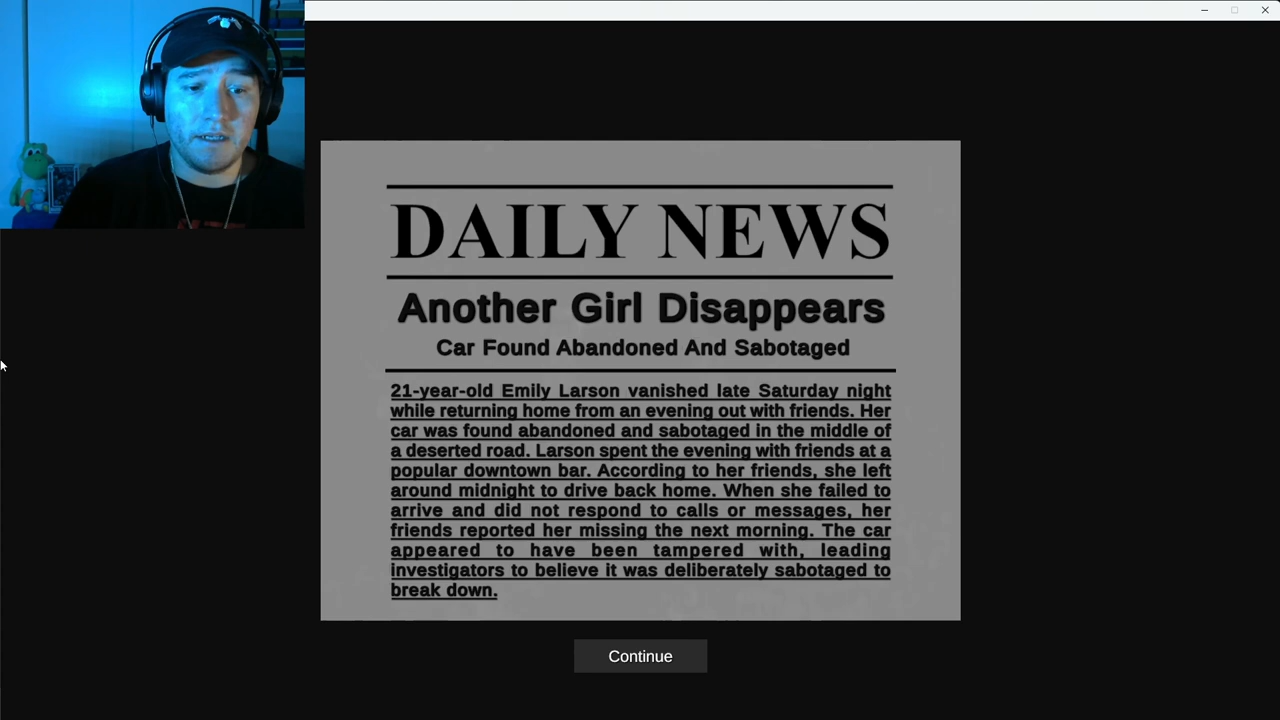 DAILY NEWS
Another Girl Disappears
Car Found Abandoned And Sabotaged
21-year-old Emily Larson vanished late Saturday night
while returning home from an evening out with friends. Her
car was found abandoned and sabotaged in the middle of
a deserted road. Larson spent the evening with friends at a
popular downtown bar. According to her friends, she left
around midnight to drive back home. When she failed to
arrive and did not respond to calls or messages, her
friends reported her missing the next morning. The car
appeared to have been tampered with, leading
investigators to believe it was deliberately sabotaged to
break down.
Continue